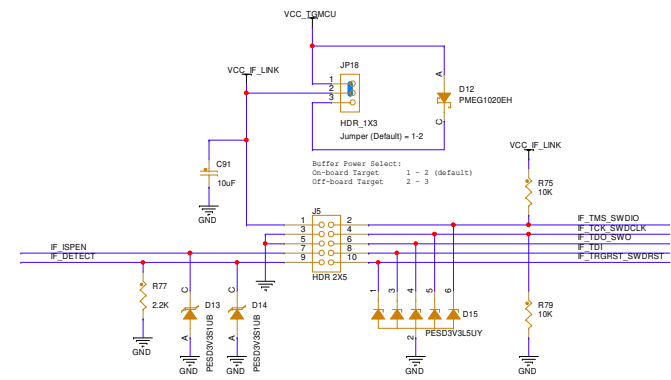 VCC_TGMCU
JP18
VCC_IF_LINK
1
2
3
A
D12
PMEG1020EH
C
HDR_1X3
Jumper (Default) = 1-2
VCC_IF_LINK
Buffer Power Select:
On-board Target 1 - 2 (default)
Off-board Target 2 - 3
C91
10uF
GND
R75
10K
J5
1 2
3 4
5 6
7 8
9 10
HDR 2X5
IF_TMS_SWDIO
IF_TCK_SWDCLK
IF_TDO_SWO
IF_TDI
IF_TRGRST_SWDRST
IF_ISPEN
IF_DETECT
R77
2.2K
GND
C
D13
A
PESD3V3S1UB
GND
C
D14
A
PESD3V3S1UB
GND
GND
1 3 4 5 6
D15
PESD3V3L5UY
2
GND
R79
10K
GND